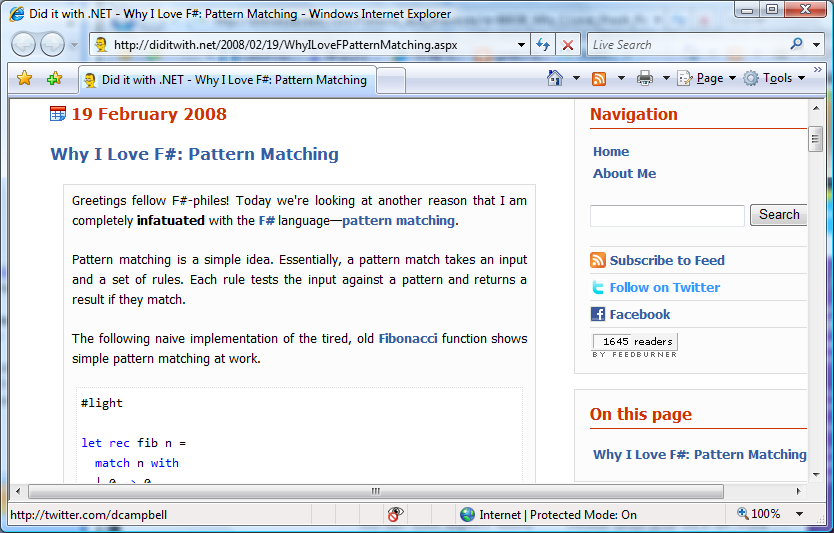 Did it with .NET - Why I Love F#: Pattern Matching - Windows Internet Explorer
http://diditwith.net/2008/02/19/WhyILoveFPatternMatching.aspx
Live Search
Did it with .NET - Why I Love F#: Pattern Matching
Page
Tools
19 February 2008
Why I Love F#: Pattern Matching
Greetings fellow F#-philes! Today we're looking at another reason that I am
completely infatuated with the F# language—pattern matching.
Pattern matching is a simple idea. Essentially, a pattern match takes an input
and a set of rules. Each rule tests the input against a pattern and returns a
result if they match.
The following naive implementation of the tired, old Fibonacci function shows
simple pattern matching at work.
#light
let rec fib n =
match n with
| 0 -> 0
Navigation
Home
About Me
Search
Subscribe to Feed
Follow on Twitter
Facebook
1645 readers
BY FEEDBURNER
On this page
Why I Love F#: Pattern Matching
http://twitter.com/dcampbell
Internet | Protected Mode: On
100%